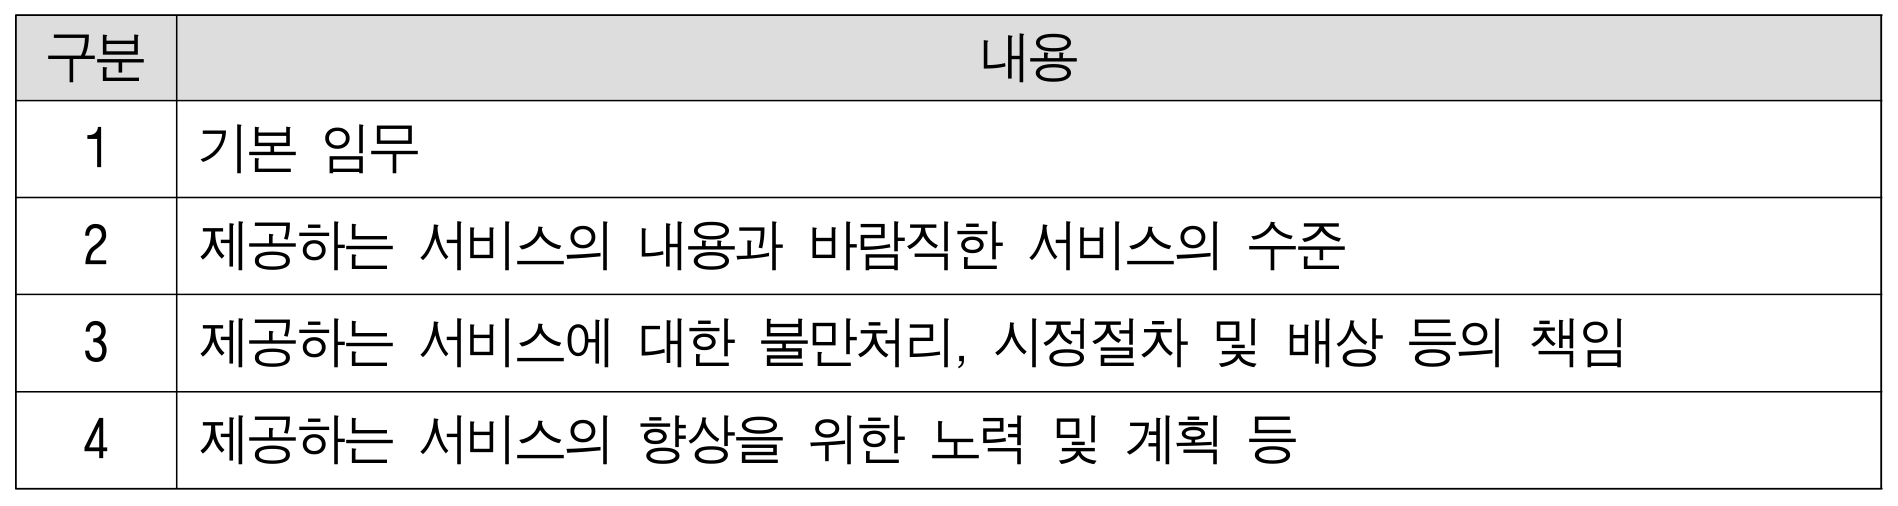 구분 내용
1 기본 임무
2 제공하는 서비스의 내용과 바람직한 서비스의 수준
3 제공하는 서비스에 대한 불만처리, 시정절차 및 배상 등의 책임
4 제공하는 서비스의 향상을 위한 노력 및 계획 등